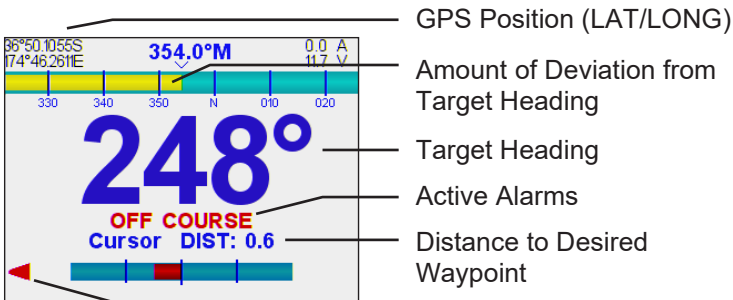 GPS Position (LAT/LONG)
36°50.1055S
174°46.2611E
354.0°M
0.0 A
11.7 V
Amount of Deviation from
Target Heading
330 340 350 N 010 020
248°
Target Heading
OFF COURSE
Active Alarms
Cursor DIST: 0.6
Distance to Desired
Waypoint